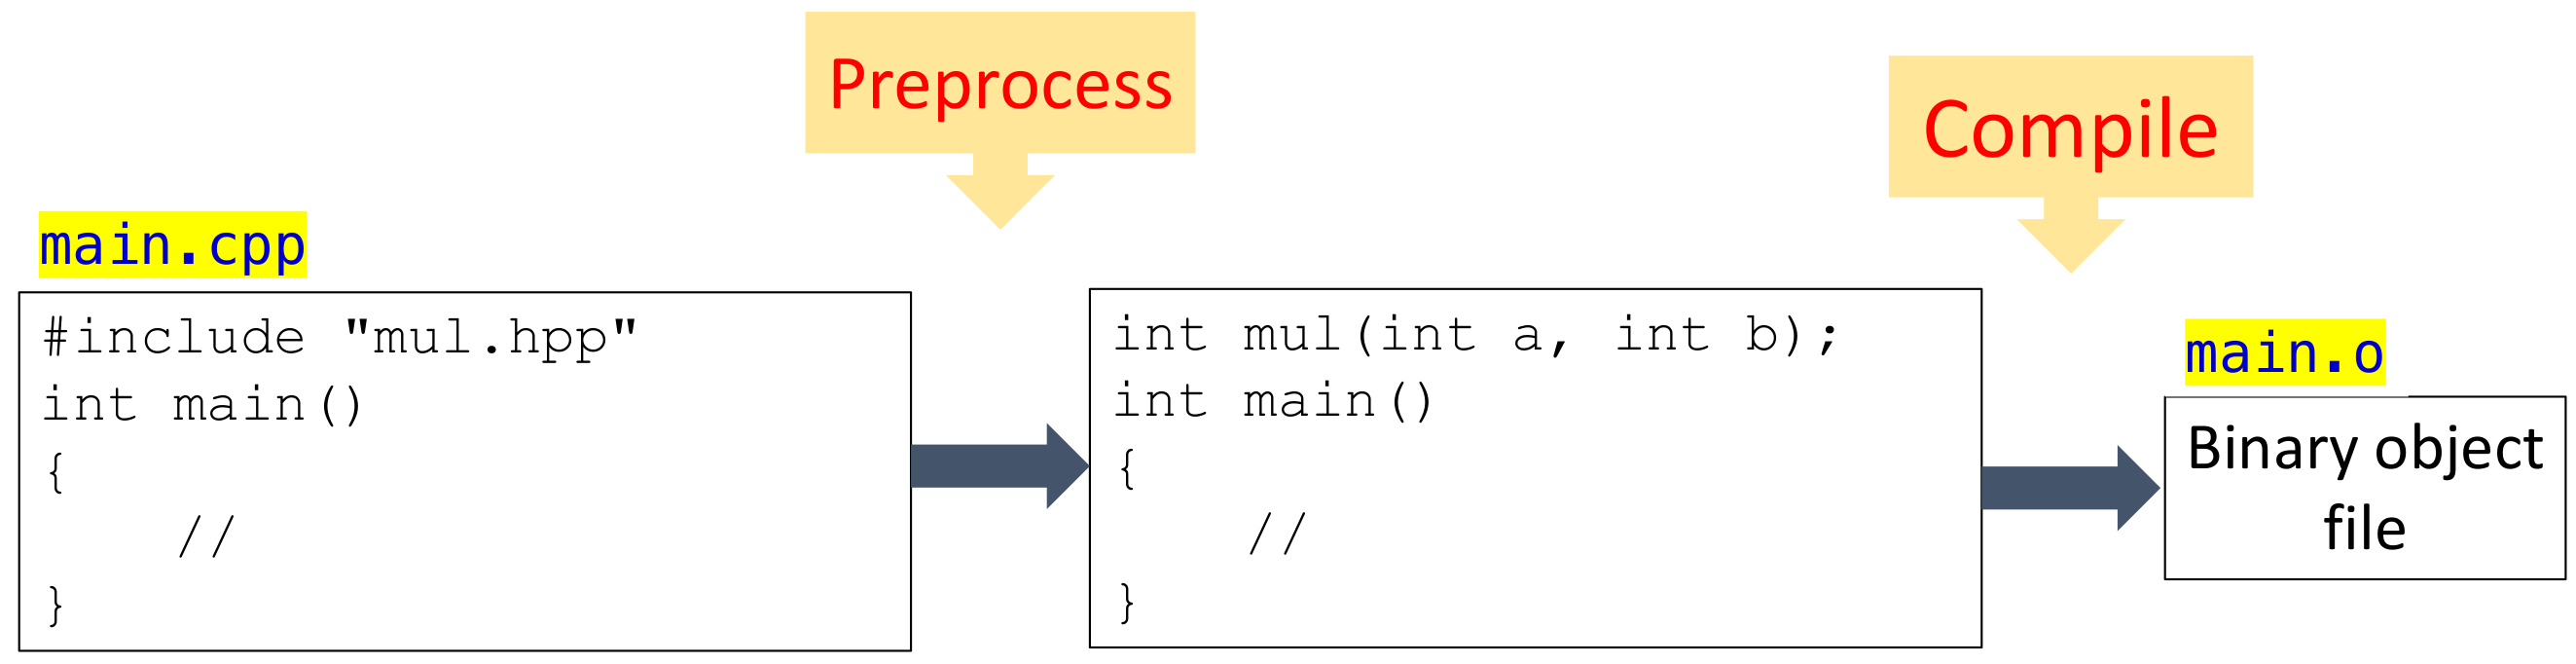 Preprocess
Compile
main.cpp
#include "mul.hpp"
int main()
{
    //
}
int mul(int a, int b);
int main()
{
    //
}
main.o
Binary object
file